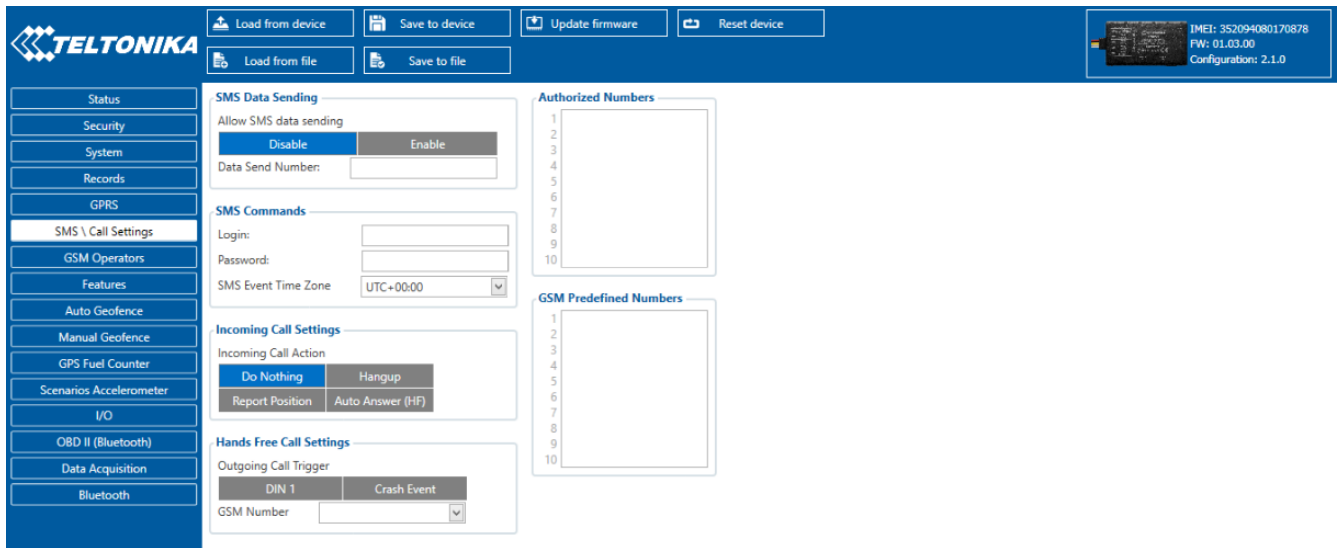 TELTONIKA
Load from device
Save to device
Update firmware
Reset device
Load from file
Save to file
IMEI: 352094080170878
FW: 01.03.00
Configuration: 2.1.0
Status
Security
System
Records
GPRS
SMS \ Call Settings
GSM Operators
Features
Auto Geofence
Manual Geofence
GPS Fuel Counter
Scenarios Accelerometer
I/O
OBD II (Bluetooth)
Data Acquisition
Bluetooth
SMS Data Sending
Allow SMS data sending
Disable Enable
Data Send Number:
SMS Commands
Login:
Password:
SMS Event Time Zone UTC+00:00
Incoming Call Settings
Incoming Call Action
Do Nothing Hangup
Report Position Auto Answer (HF)
Hands Free Call Settings
Outgoing Call Trigger
DIN 1 Crash Event
GSM Number
Authorized Numbers
1
2
3
4
5
6
7
8
9
10
GSM Predefined Numbers
1
2
3
4
5
6
7
8
9
10